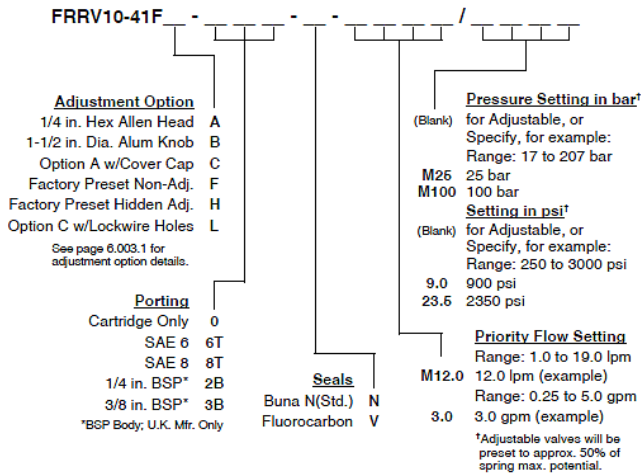 FRRV10-41F__ - __ __ __ - __ - __ __ __ __ / __ __ __ __
Adjustment Option
1/4 in. Hex Allen Head A
1-1/2 in. Dia. Alum Knob B
Option A w/Cover Cap C
Factory Preset Non-Adj. F
Factory Preset Hidden Adj. H
Option C w/Lockwire Holes L
See page 6.003.1 for
adjustment option details.
Porting
Cartridge Only 0
SAE 6 6T
SAE 8 8T
1/4 in. BSP* 2B
3/8 in. BSP* 3B
*BSP Body; U.K. Mfr. Only
Seals
Buna N(Std.) N
Fluorocarbon V
Pressure Setting in bar†
(Blank) for Adjustable, or
Specify, for example:
Range: 17 to 207 bar
M25 25 bar
M100 100 bar
Setting in psi†
(Blank) for Adjustable, or
Specify, for example:
Range: 250 to 3000 psi
9.0 900 psi
23.5 2350 psi
Priority Flow Setting
Range: 1.0 to 19.0 lpm
M12.0 12.0 lpm (example)
Range: 0.25 to 5.0 gpm
3.0 3.0 gpm (example)
†Adjustable valves will be
preset to approx. 50% of
spring max. potential.